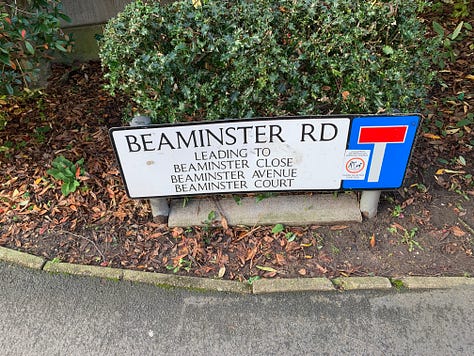 BEAMINSTER RD
LEADING TO
BEAMINSTER CLOSE
BEAMINSTER AVENUE
BEAMINSTER COURT